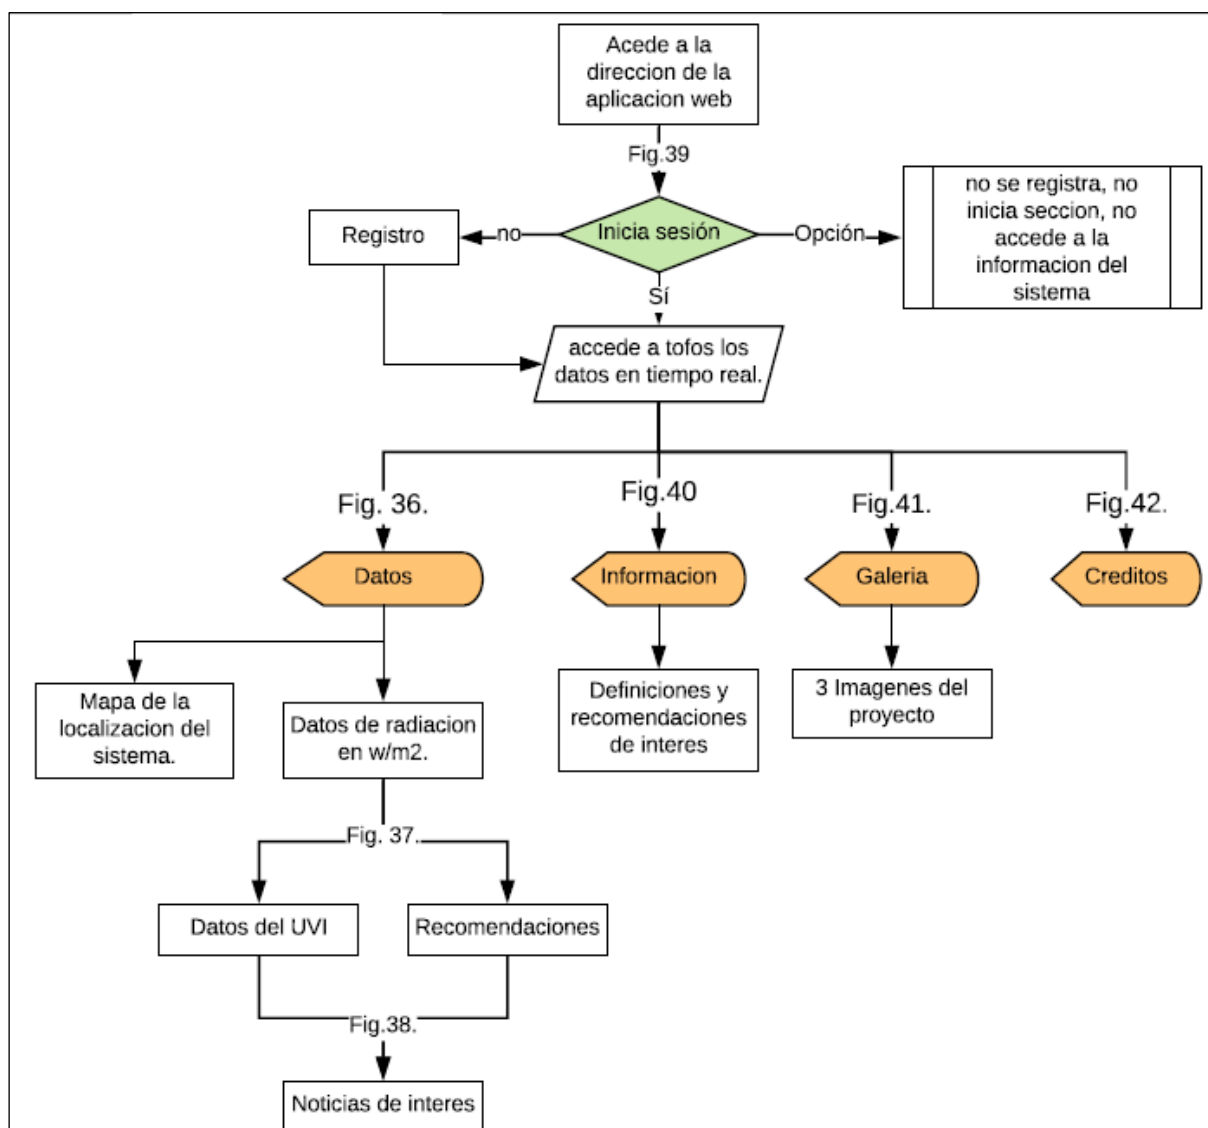 Acede a la
direccion de la
aplicacion web
Fig.39
no se registra, no
inicia seccion, no
accede a la
informacion del
sistema
Registro
no
Inicia sesión
Opción
Sí
accede a tofos los
datos en tiempo real.
Fig. 36.
Fig.40
Fig.41.
Fig.42.
Datos
Informacion
Galeria
Creditos
Mapa de la
localizacion del
sistema.
Datos de radiacion
en w/m2.
Definiciones y
recomendaciones
de interes
3 Imagenes del
proyecto
Fig. 37.
Datos del UVI
Recomendaciones
Fig.38.
Noticias de interes